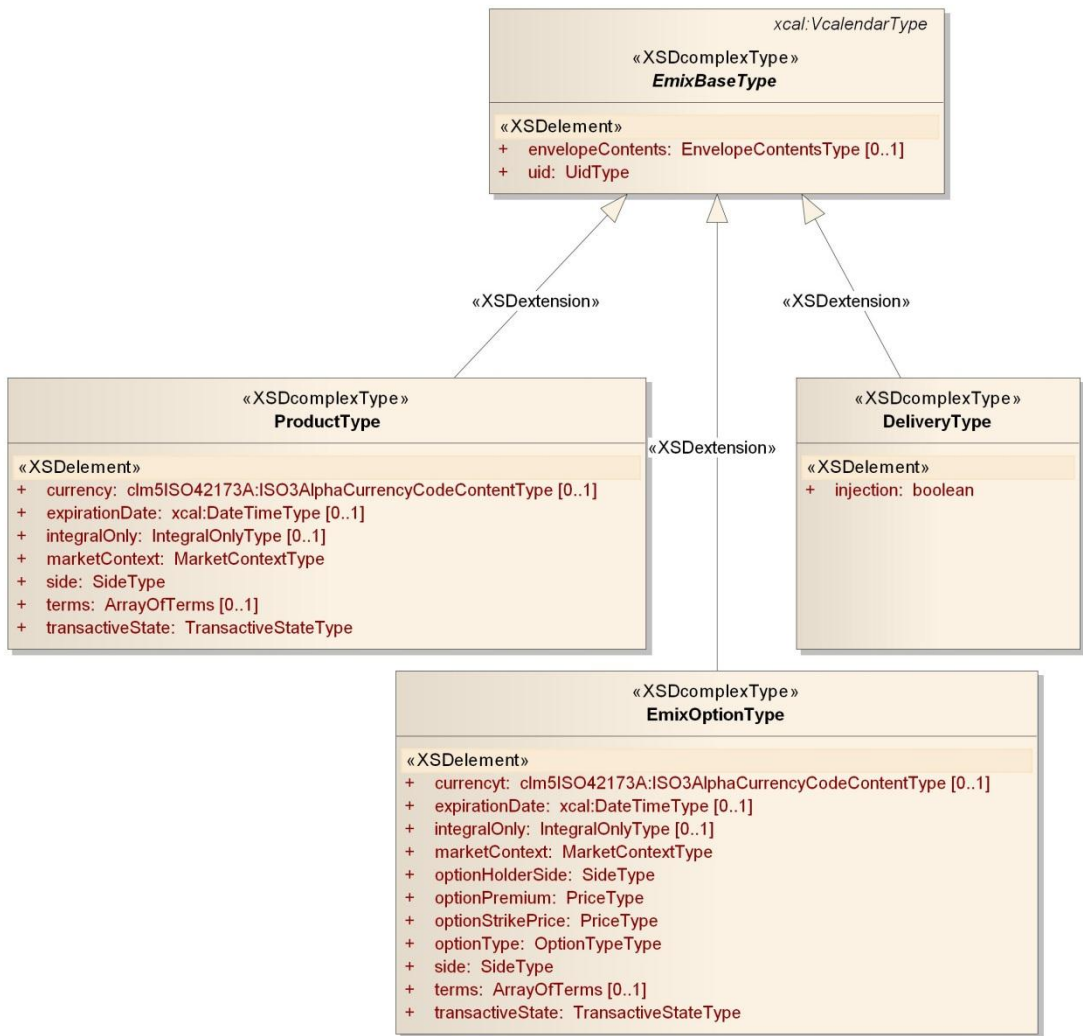 xcal:VcalendarType
«XSDcomplexType»
EmixBaseType
«XSDelement»
+ envelopeContents: EnvelopeContentsType [0..1]
+ uid: UidType
«XSDextension»
«XSDextension»
«XSDextension»
«XSDcomplexType»
ProductType
«XSDelement»
+ currency: clm5ISO42173A:ISO3AlphaCurrencyCodeContentType [0..1]
+ expirationDate: xcal:DateTimeType [0..1]
+ integralOnly: IntegralOnlyType [0..1]
+ marketContext: MarketContextType
+ side: SideType
+ terms: ArrayOfTerms [0..1]
+ transactiveState: TransactiveStateType
«XSDcomplexType»
DeliveryType
«XSDelement»
+ injection: boolean
«XSDcomplexType»
EmixOptionType
«XSDelement»
+ currencyt: clm5ISO42173A:ISO3AlphaCurrencyCodeContentType [0..1]
+ expirationDate: xcal:DateTimeType [0..1]
+ integralOnly: IntegralOnlyType [0..1]
+ marketContext: MarketContextType
+ optionHolderSide: SideType
+ optionPremium: PriceType
+ optionStrikePrice: PriceType
+ optionType: OptionTypeType
+ side: SideType
+ terms: ArrayOfTerms [0..1]
+ transactiveState: TransactiveStateType